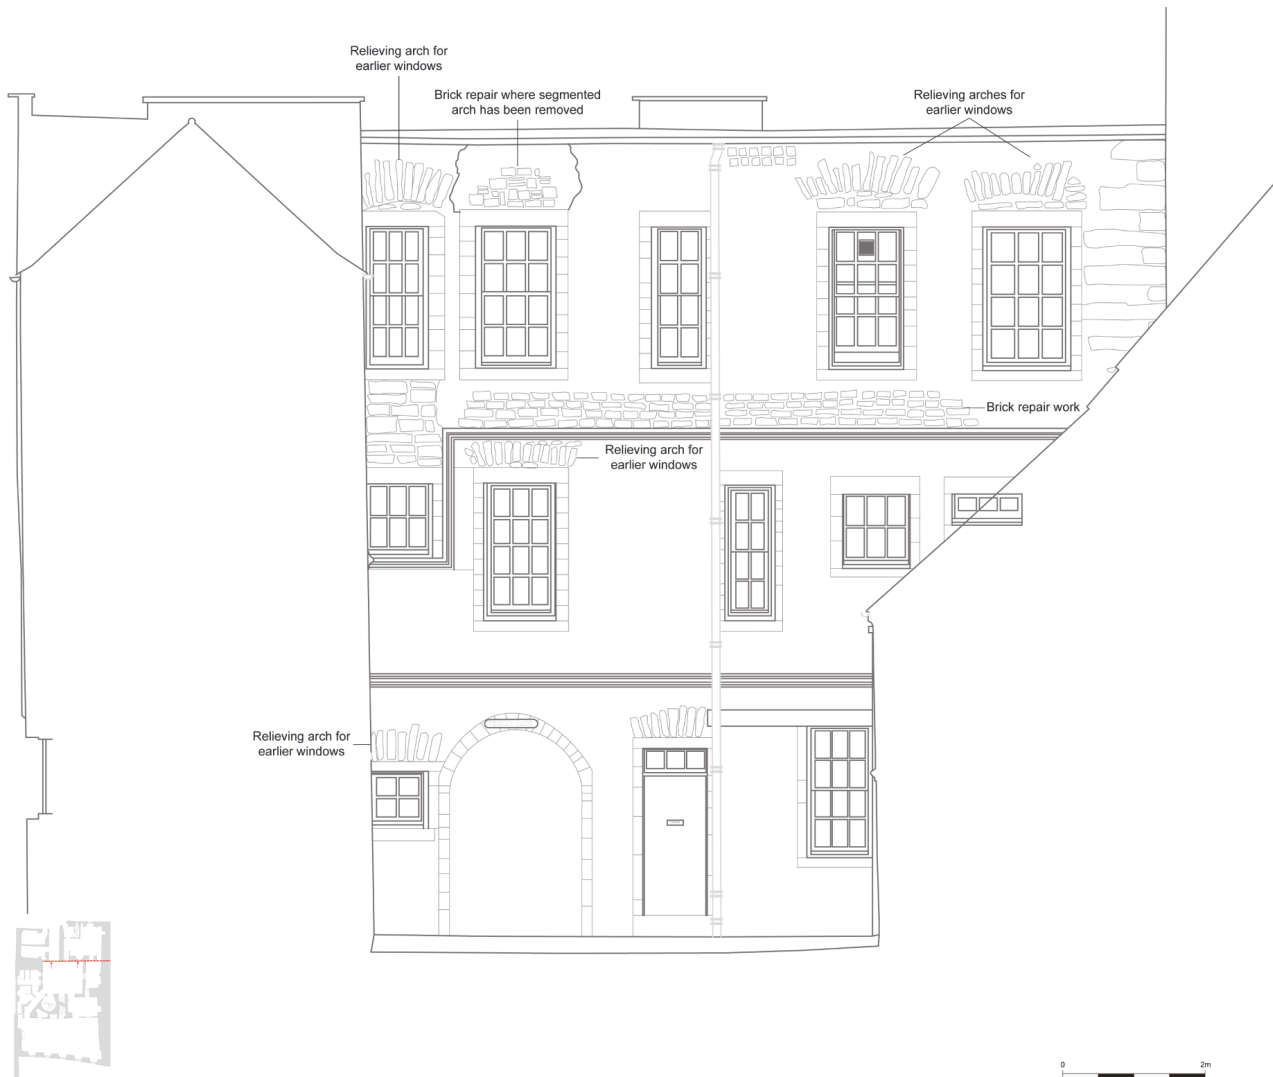 Relieving arch for
earlier windows
Brick repair where segmented
arch has been removed
Relieving arches for
earlier windows
Brick repair work
Relieving arch for
earlier windows
Relieving arch for
earlier windows
0
2m